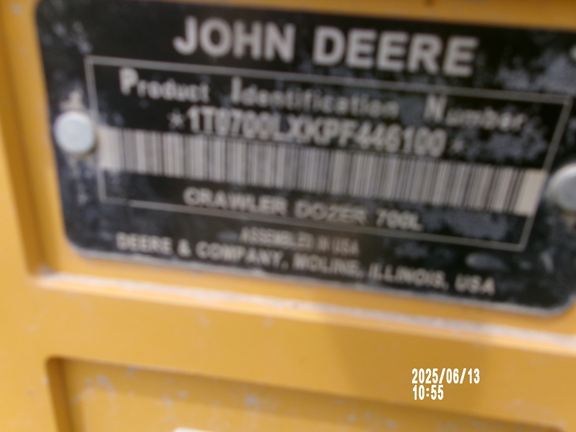 JOHN DEERE
Product Identification Number
*1T0700LXKPF446100*
CRAWLER DOZER 700L
ASSEMBLED IN USA
DEERE & COMPANY, MOLINE, ILLINOIS, USA
2025/06/13
10:55